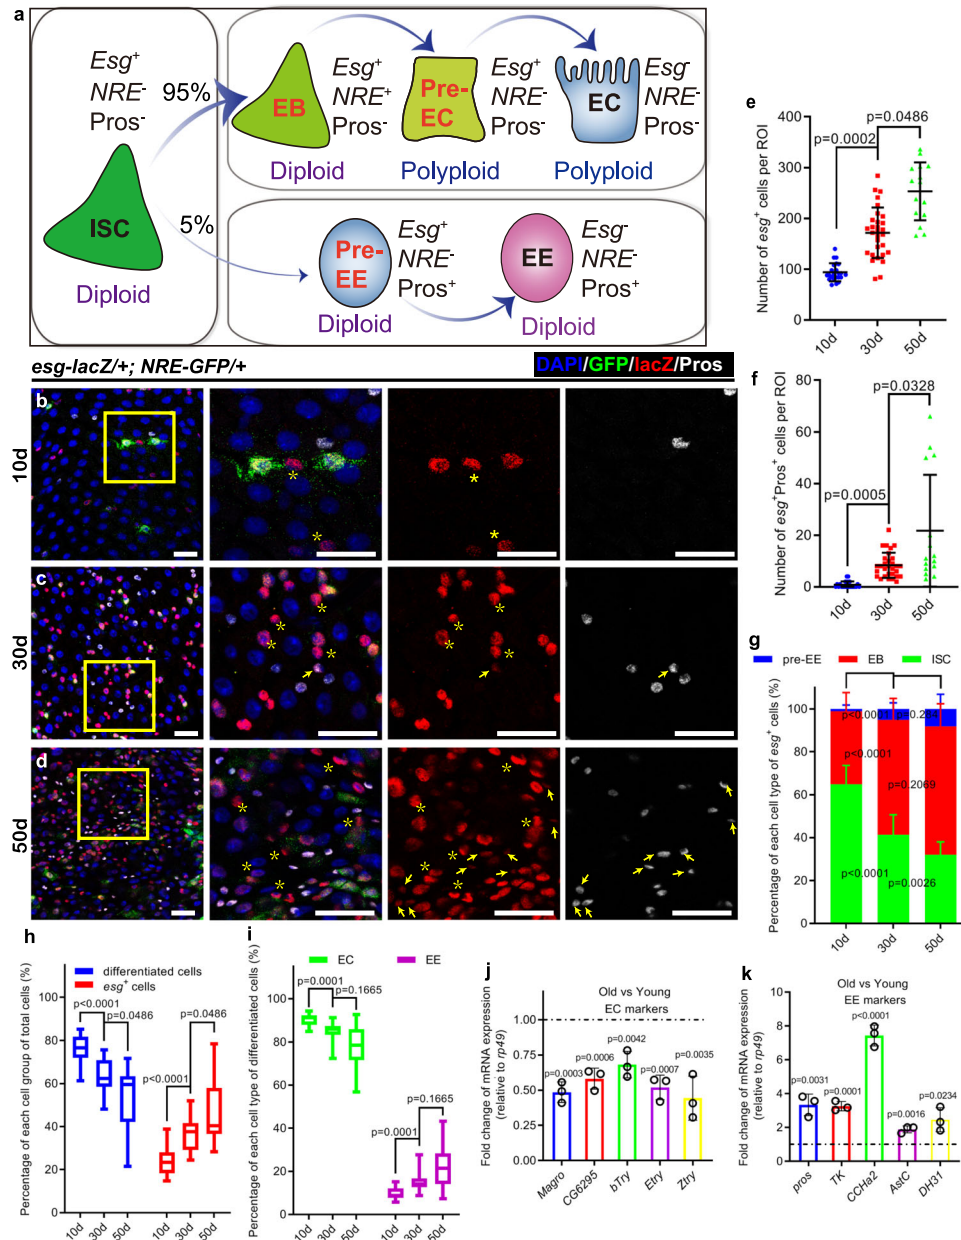 a
Esg+
NRE-
Pros-
95%
5%
ISC
Diploid
EB
Esg+
NRE+
Pros-
Diploid
Pre-
EC
Esg+
NRE-
Pros-
Polyploid
EC
Esg-
NRE-
Pros-
Polyploid
Pre-
EE
Esg+
NRE-
Pros+
Diploid
EE
Esg-
NRE-
Pros+
Diploid
esg-lacZ/+; NRE-GFP/+
DAPI/GFP/lacZ/Pros
b
10d
*
*
*
*
c
30d
*
*
*
*
*
*
d
50d
*
*
*
*
*
*
*
*
*
*
*
*
e
Number of esg+ cells per ROI
400
300
200
100
0
p=0.0486
p=0.0002
10d
30d
50d
f
Number of esg+Pros+ cells per ROI
80
60
40
20
0
p=0.0328
p=0.0005
10d
30d
50d
g
pre-EE
EB
ISC
Percentage of each cell type of esg+ cells (%)
100
80
60
40
20
0
p<0.0001
p<0.0001
p=0.2069
p<0.0001
p=0.0026
10d
30d
50d
h
differentiated cells
esg+ cells
Percentage of each cell group of total cells (%)
100
80
60
40
20
0
p<0.0001
p=0.0486
p=0.0486
p<0.0001
10d
30d
50d
10d
30d
50d
i
EC
EE
Percentage of each cell type of differentiated cells (%)
100
80
60
40
20
0
p=0.0001
p=0.1665
p=0.1665
p=0.0001
10d
30d
50d
10d
30d
50d
j
Old vs Young
EC markers
Fold change of mRNA expression
(relative to rp49)
1.00
0.75
0.50
0.25
0.00
p=0.0003
p=0.0006
p=0.0042
p=0.0007
p=0.0035
Magro
CG6295
bTry
Etry
Ztry
k
Old vs Young
EE markers
Fold change of mRNA expression
(relative to rp49)
10
8
6
4
2
0
p=0.0031
p=0.0001
p<0.0001
p=0.0016
p=0.0234
pros
TK
CCHa2
AstC
DH31